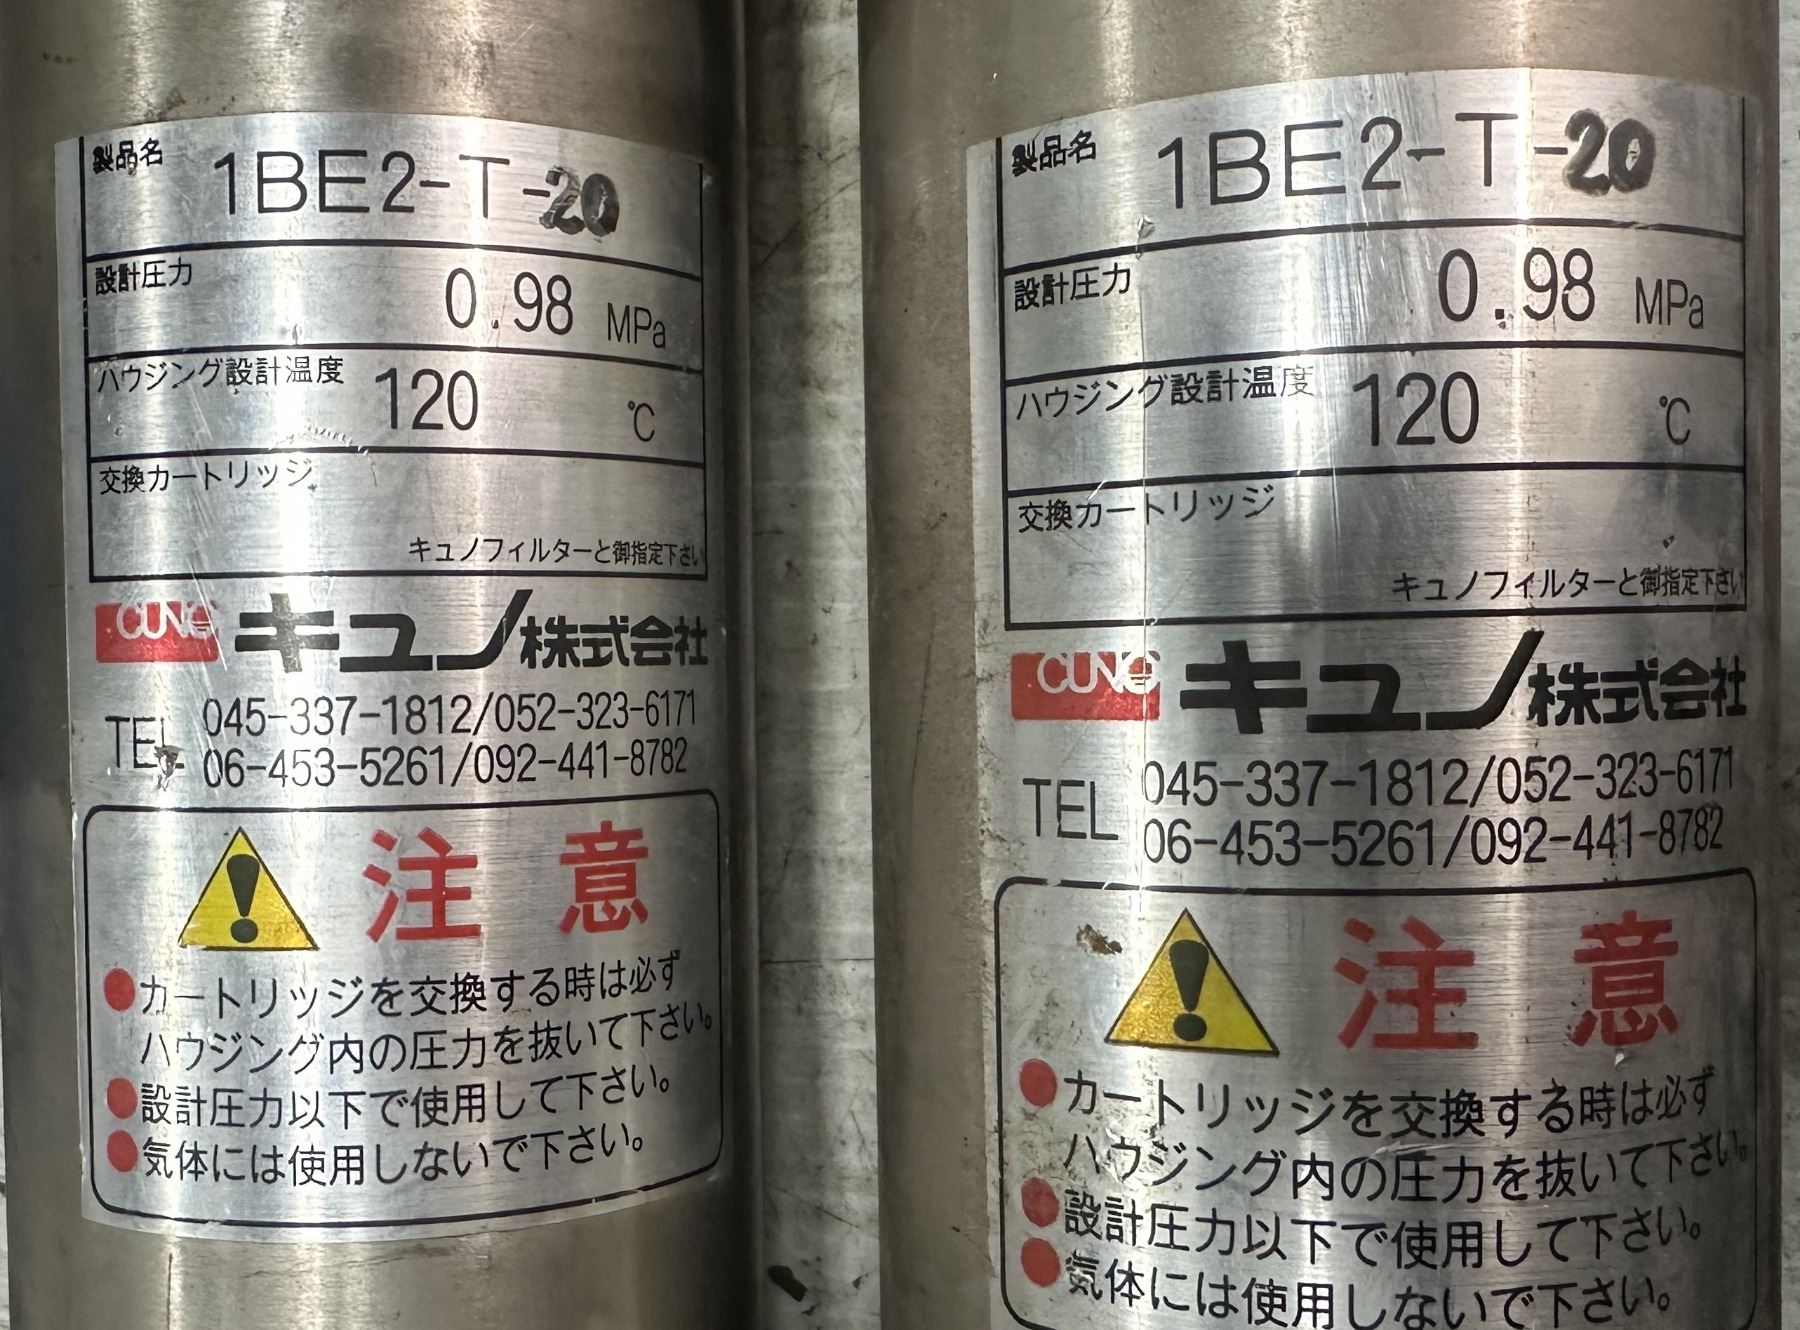 製品名 1BE2-T-20
設計圧力 0.98 MPa
ハウジング設計温度 120 ℃
交換カートリッジ
キュノフィルターと御指定下さい
CUNO キュノ株式会社
TEL 045-337-1812/052-323-6171
06-453-5261/092-441-8782
注意
●カートリッジを交換する時は必ず
ハウジング内の圧力を抜いて下さい。
●設計圧力以下で使用して下さい。
●気体には使用しないで下さい。
製品名 1BE2-T-20
設計圧力 0.98 MPa
ハウジング設計温度 120 ℃
交換カートリッジ
キュノフィルターと御指定下さい
CUNO キュノ株式会社
TEL 045-337-1812/052-323-6171
06-453-5261/092-441-8782
注意
●カートリッジを交換する時は必ず
ハウジング内の圧力を抜いて下さい。
●設計圧力以下で使用して下さい。
●気体には使用しないで下さい。